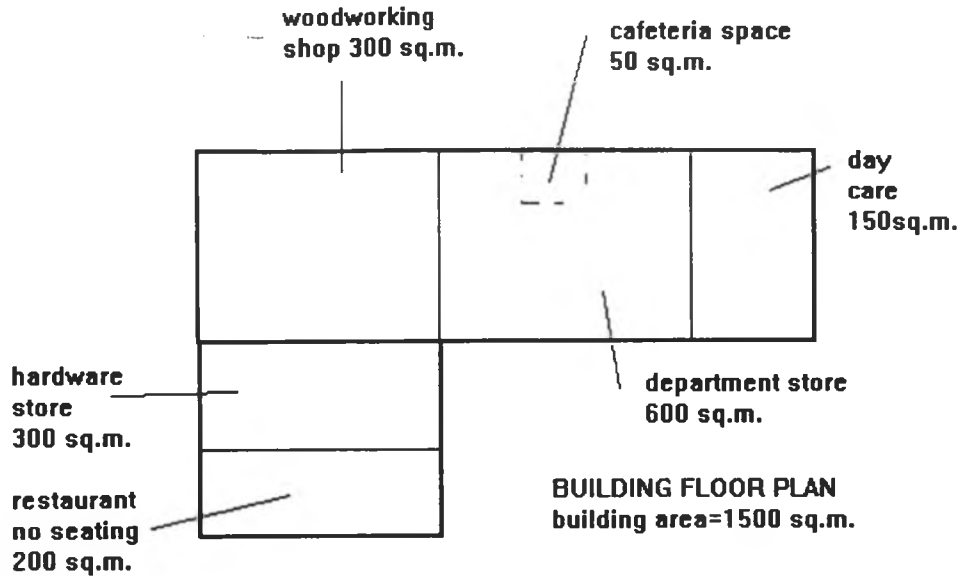 woodworking
shop 300 sq.m.
cafeteria space
50 sq.m.
day
care
150sq.m.
hardware
store
300 sq.m.
department store
600 sq.m.
restaurant
no seating
200 sq.m.
BUILDING FLOOR PLAN
building area=1500 sq.m.